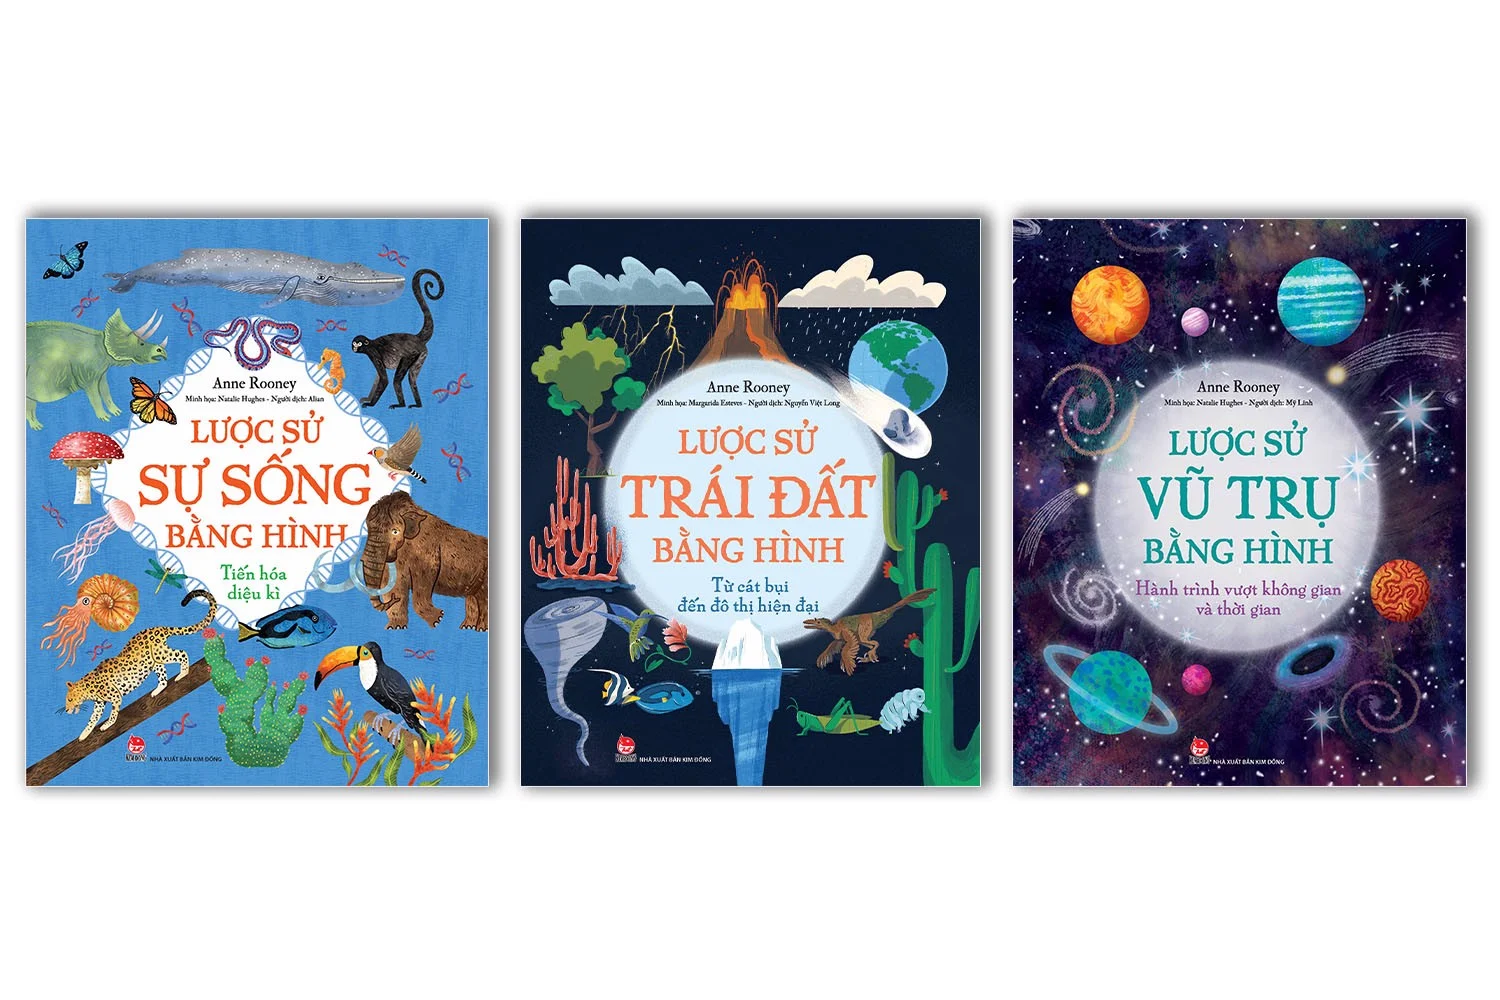 Anne Rooney
Minh họa: Natalie Hughes – Người dịch: Alian
LƯỢC SỬ
SỰ SỐNG
BẰNG HÌNH
Tiến hóa
diệu kì
NHÀ XUẤT BẢN KIM ĐỒNG
Anne Rooney
Minh họa: Margarida Esteves – Người dịch: Nguyễn Việt Long
LƯỢC SỬ
TRÁI ĐẤT
BẰNG HÌNH
Từ cát bụi
đến đô thị hiện đại
NHÀ XUẤT BẢN KIM ĐỒNG
Anne Rooney
Minh họa: Natalie Hughes – Người dịch: Mỹ Linh
LƯỢC SỬ
VŨ TRỤ
BẰNG HÌNH
Hành trình vượt không gian
và thời gian
NHÀ XUẤT BẢN KIM ĐỒNG